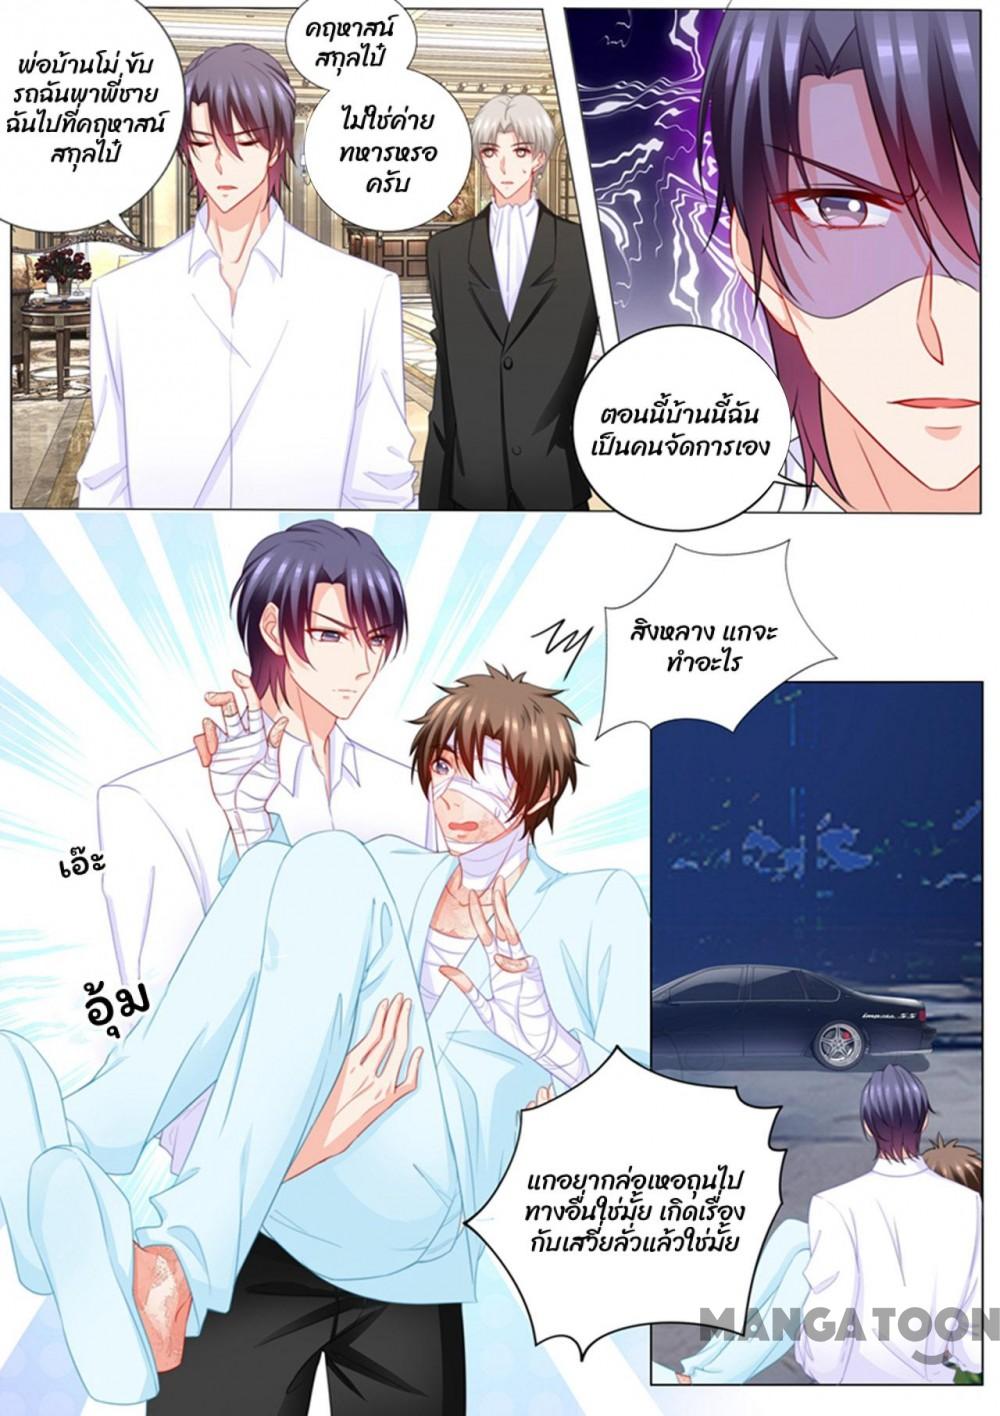 พ่อบ้านโม่ ขับ
รถฉันพาพี่ชาย
ฉันไปที่คฤหาสน์
สกุลไป๋
คฤหาสน์
สกุลไป๋
ไม่ใช่ค่าย
ทหารหรอ
ครับ
ตอนนี้บ้านนี้ฉัน
เป็นคนจัดการเอง
สิงหลาง แกจะ
ทำอะไร
เอ๊ะ
อุ้ม
impala SS
แกอยากล่อเหอถุนไป
ทางอื่นใช่มั้ย เกิดเรื่อง
กับเสวี่ยลั่วแล้วใช่มั้ย
MANGATOON